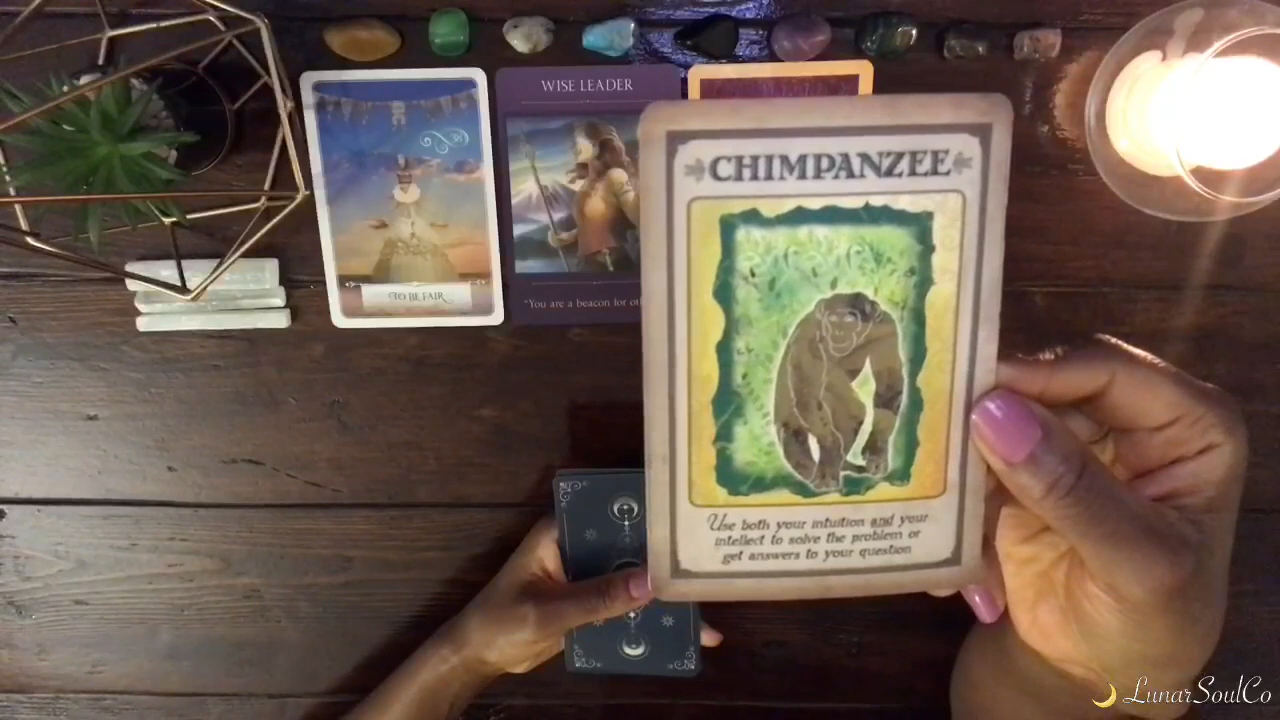 WISE LEADER
TO BE FAIR
"You are a beacon for
CHIMPANZEE
Use both your intuition and your
intellect to solve the problem or
get answers to your question
LunarSoulCo